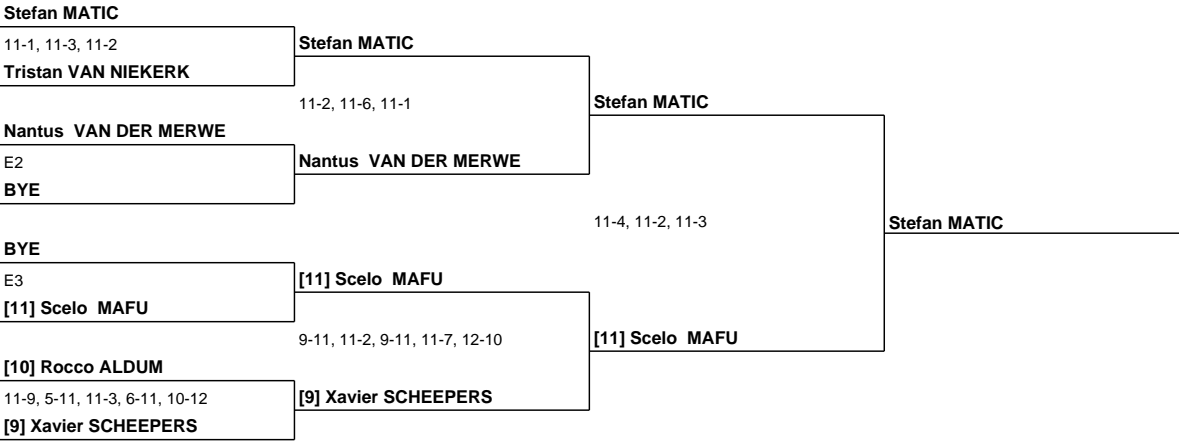 Stefan MATIC
11-1, 11-3, 11-2
Stefan MATIC
Tristan VAN NIEKERK
11-2, 11-6, 11-1
Stefan MATIC
Nantus  VAN DER MERWE
E2
Nantus  VAN DER MERWE
BYE
11-4, 11-2, 11-3
Stefan MATIC
BYE
E3
[11] Scelo  MAFU
[11] Scelo  MAFU
9-11, 11-2, 9-11, 11-7, 12-10
[11] Scelo  MAFU
[10] Rocco ALDUM
11-9, 5-11, 11-3, 6-11, 10-12
[9] Xavier SCHEEPERS
[9] Xavier SCHEEPERS